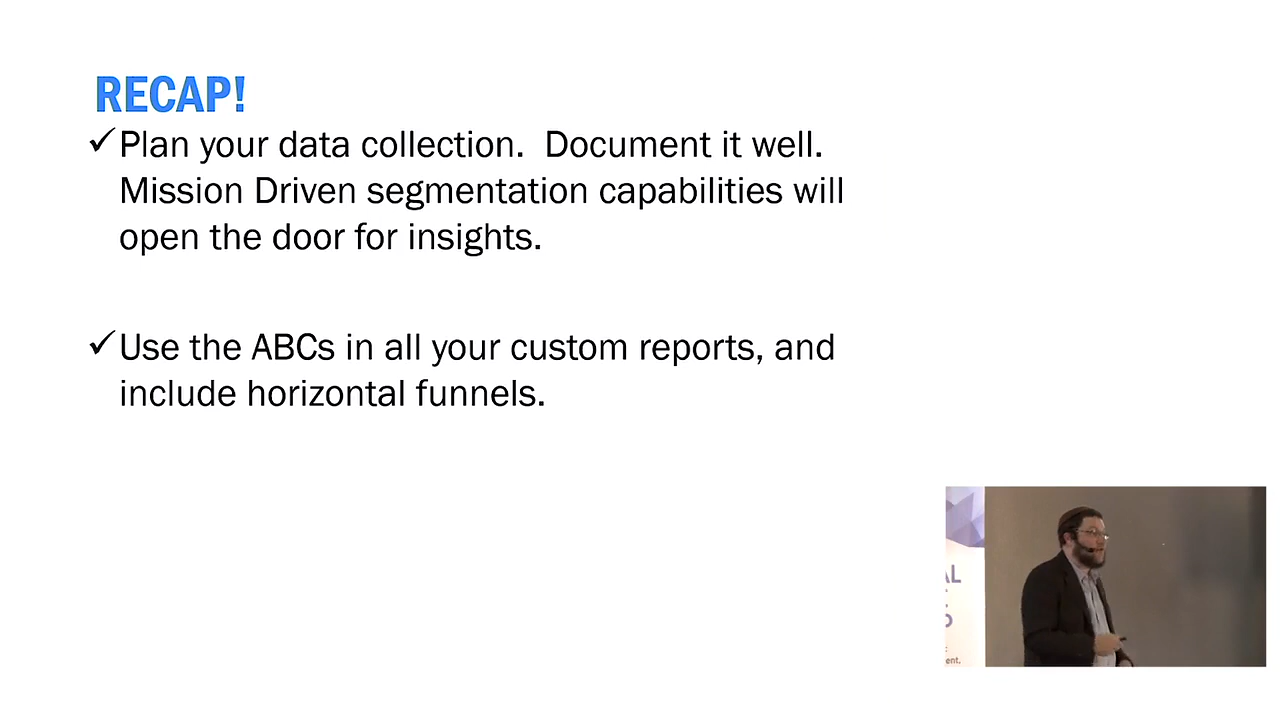 RECAP!
✓Plan your data collection.  Document it well.
Mission Driven segmentation capabilities will
open the door for insights.
✓Use the ABCs in all your custom reports, and
include horizontal funnels.